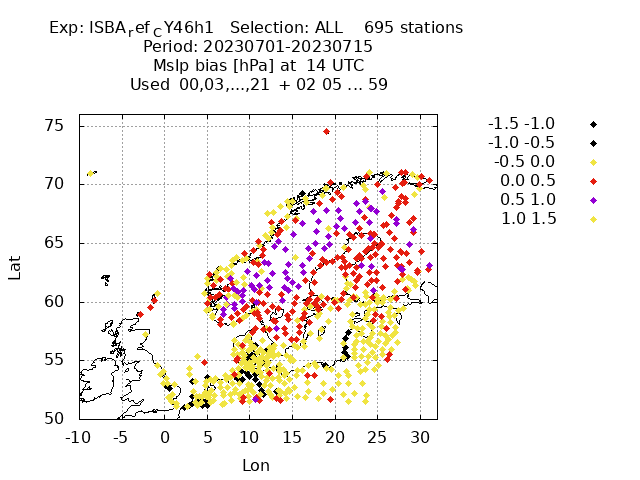 Exp: ISBA_ref_C Y46h1 Selection: ALL 695 stations
Period: 20230701-20230715
Mslp bias [hPa] at 14 UTC
Used 00,03,...,21 + 02 05 ... 59
-1.5 -1.0
-1.0 -0.5
-0.5 0.0
0.0 0.5
0.5 1.0
1.0 1.5
75
70
65
60
55
50
Lat
-10 -5 0 5 10 15 20 25 30
Lon